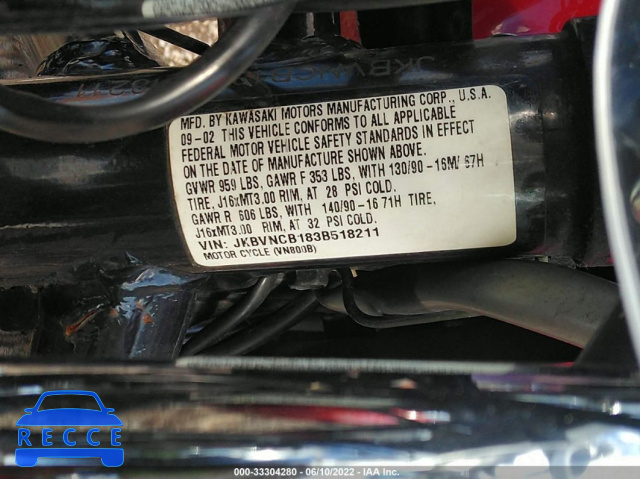 JKBVNCB
MFD. BY KAWASAKI MOTORS MANUFACTURING CORP., U.S.A.
09-02 THIS VEHICLE CONFORMS TO ALL APPLICABLE
FEDERAL MOTOR VEHICLE SAFETY STANDARDS IN EFFECT
ON THE DATE OF MANUFACTURE SHOWN ABOVE.
GVWR 959 LBS, GAWR F 353 LBS, WITH 130/90-16M/ 67H
TIRE, J16xMT3.00 RIM, AT 28 PSI COLD.
GAWR R 606 LBS, WITH 140/90-16 71H TIRE,
J16xMT3.00 RIM, AT 32 PSI COLD.
VIN: JKBVNCB183B518211
MOTOR CYCLE (VN800B)
RECCE
000-33304280 - 06/10/2022 - IAA Inc.